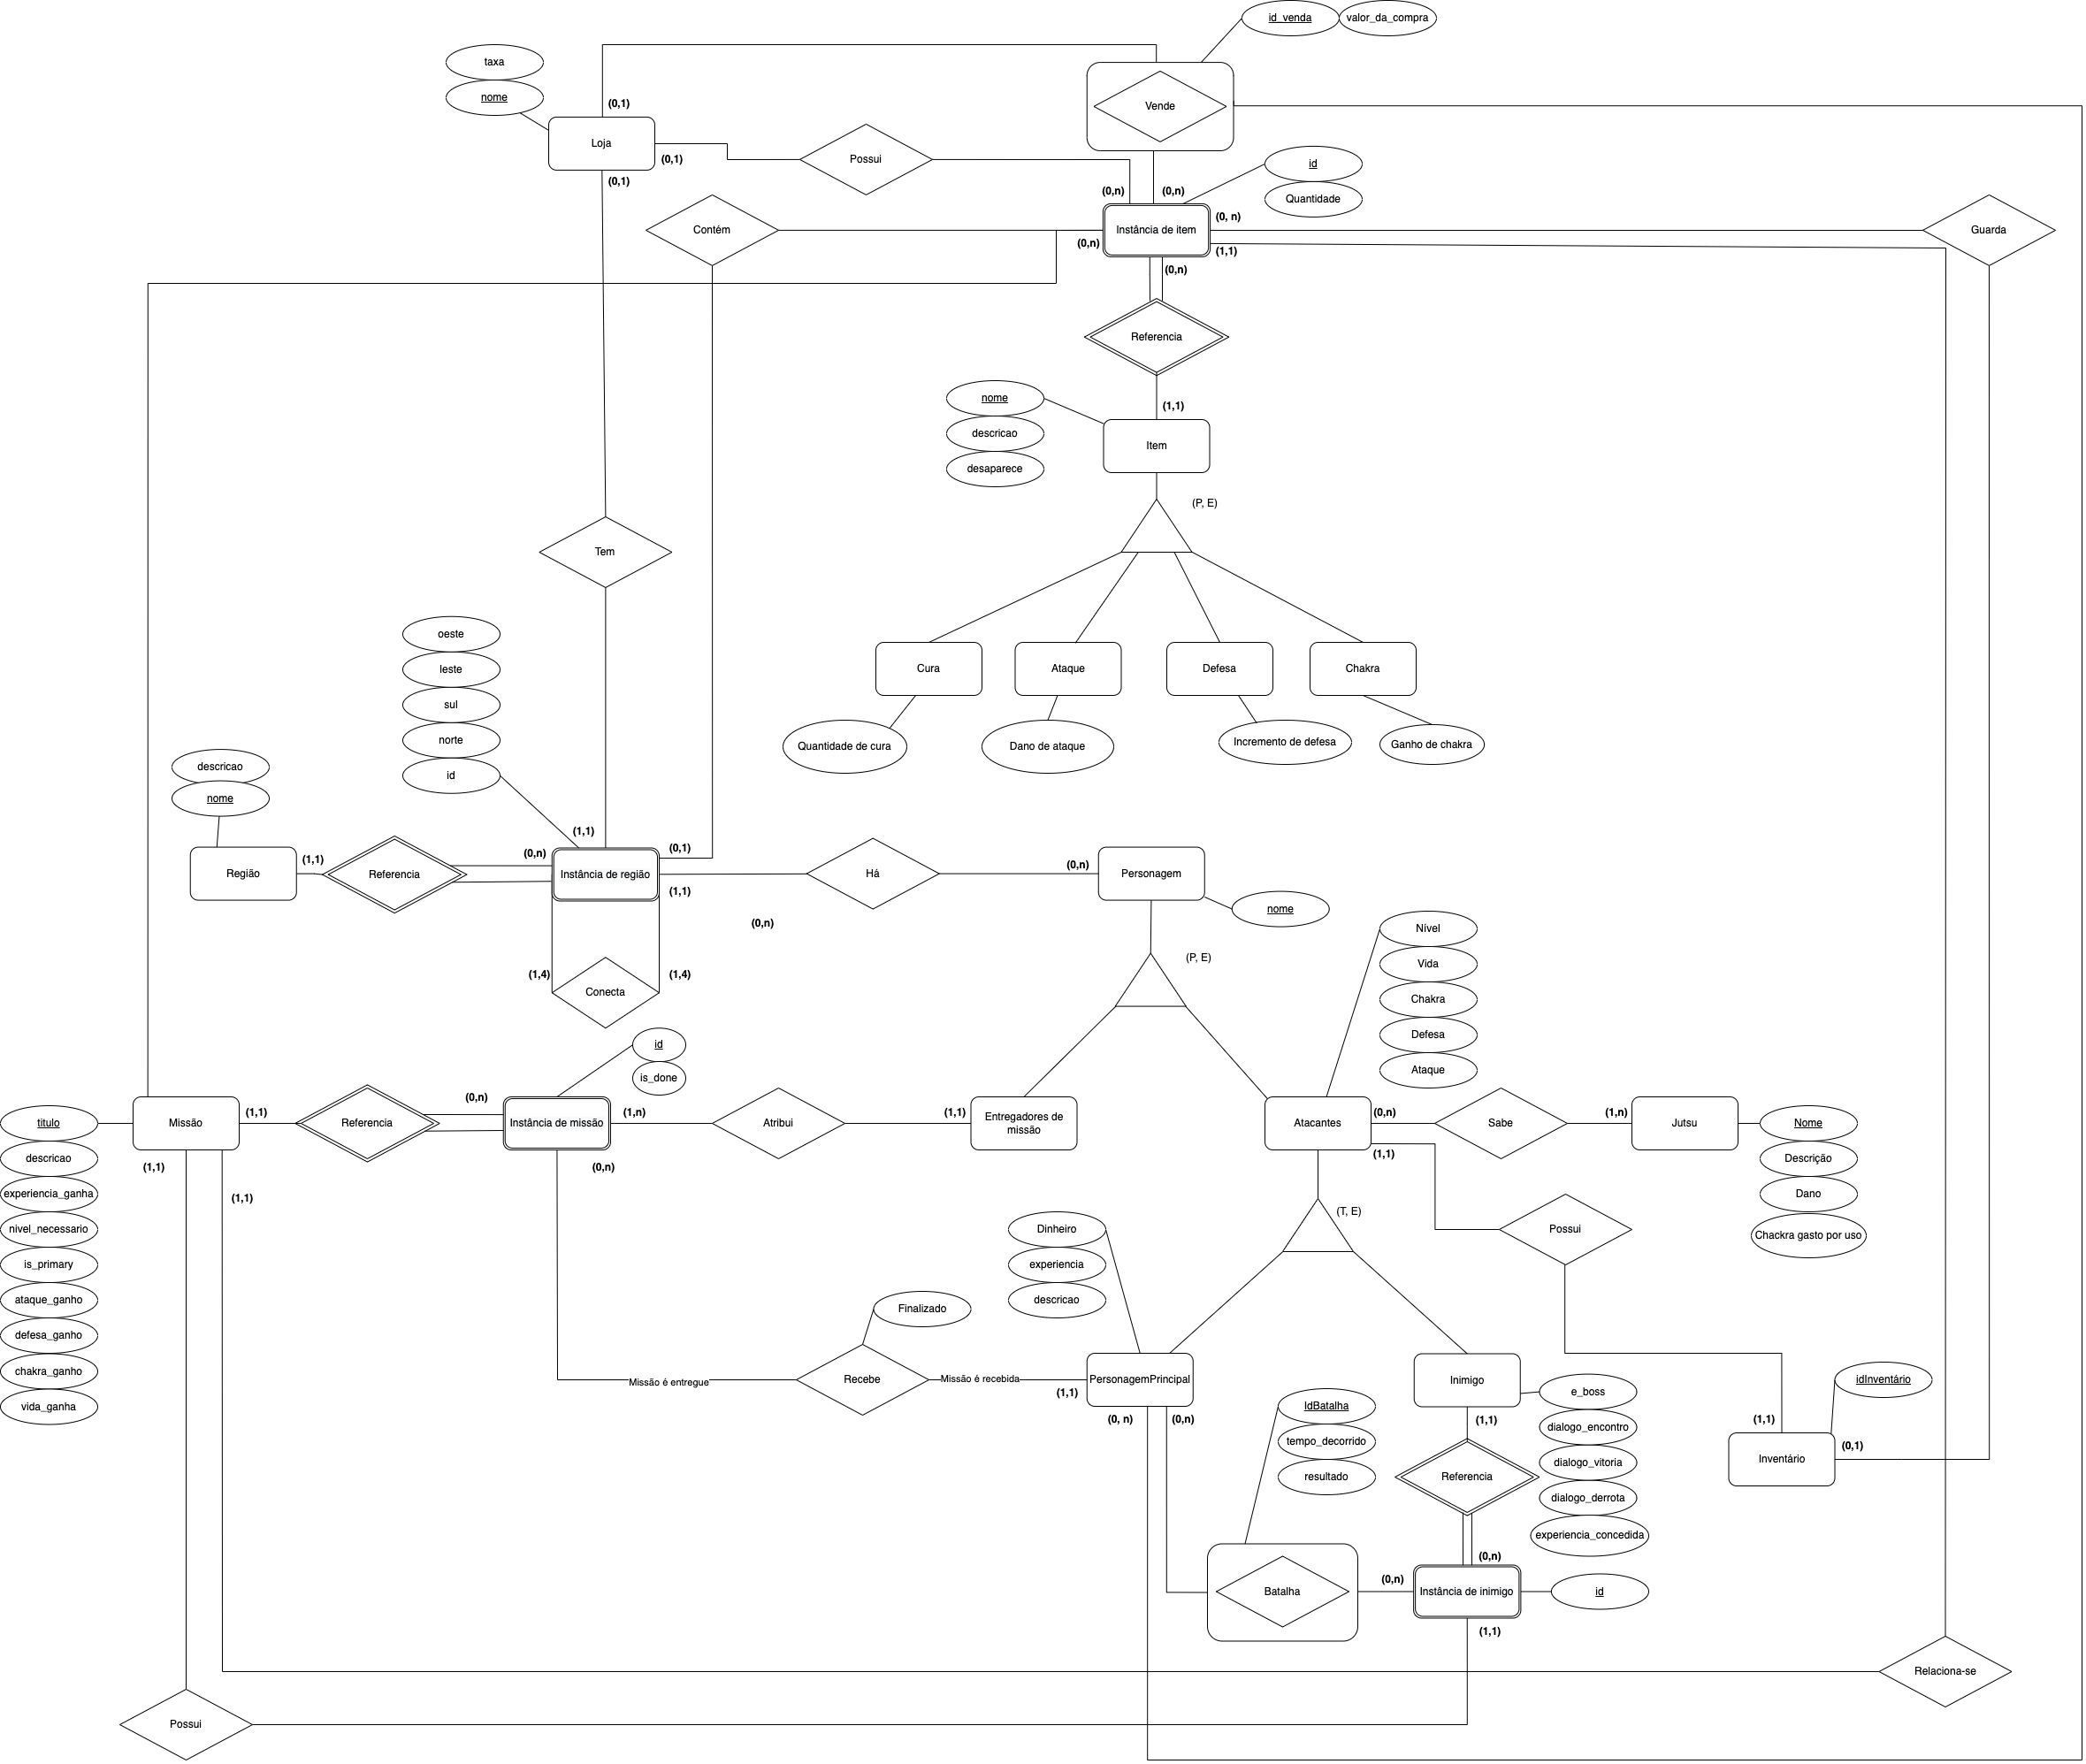 id_venda
valor_da_compra
taxa
nome
(0,1)
Vende
Loja
(0,1)
Possui
(0,1)
id
Quantidade
(0,n)
(0,n)
(0, n)
Contém
Instância de item
Guarda
(0,n)
(1,1)
(0,n)
Referencia
nome
(1,1)
descricao
Item
desaparece
(P, E)
Tem
oeste
leste
Cura
Ataque
Defesa
Chakra
sul
norte
Quantidade de cura
Dano de ataque
Incremento de defesa
Ganho de chakra
id
descricao
nome
(1,1)
(0,1)
(0,n)
(1,1)
Região
Referencia
Instância de região
Há
(0,n)
Personagem
(1,1)
nome
(0,n)
(P, E)
(1,4)
(1,4)
Conecta
Nível
Vida
Chakra
Defesa
Ataque
id
is_done
(0,n)
titulo
Missão
(1,1)
Referencia
Instância de missão
(1,n)
Atribui
(1,1)
Entregadores de
missão
Atacantes
(0,n)
Sabe
(1,n)
Jutsu
Nome
(1,1)
Descrição
Dano
Chackra gasto por uso
descricao
experiencia_ganha
nivel_necessario
is_primary
ataque_ganho
defesa_ganho
chakra_ganho
vida_ganha
(1,1)
(1,1)
(0,n)
(T, E)
Possui
Dinheiro
experiencia
descricao
Finalizado
Missão é entregue
Recebe
Missão é recebida
(1,1)
PersonagemPrincipal
Inimigo
(0, n)
(0,n)
(1,1)
e_boss
dialogo_encontro
dialogo_vitoria
dialogo_derrota
experiencia_concedida
idInventário
(1,1)
Inventário
(0,1)
IdBatalha
tempo_decorrido
resultado
Referencia
(0,n)
Batalha
(0,n)
Instância de inimigo
id
(1,1)
Relaciona-se
Possui